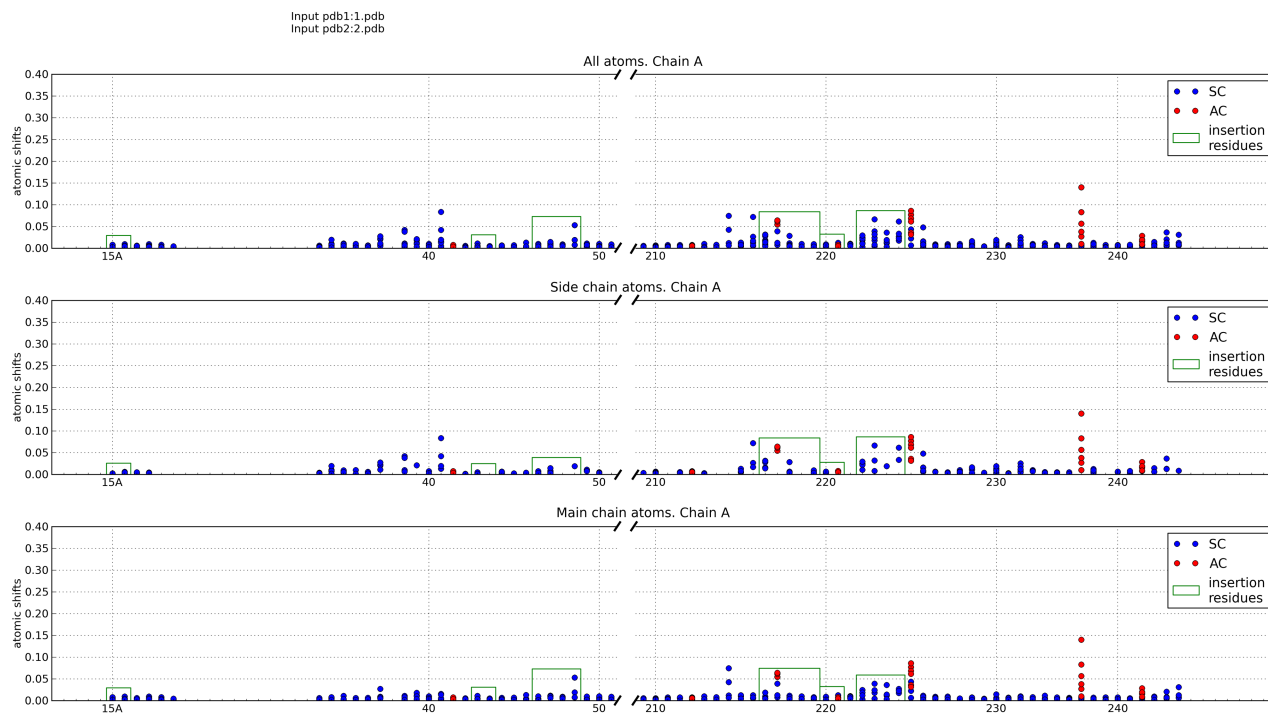 Input pdb1:1.pdb
Input pdb2:2.pdb
All atoms. Chain A
atomic shifts
0.40
0.35
0.30
0.25
0.20
0.15
0.10
0.05
0.00
15A 40 50 210 220 230 240
SC
AC
insertion
residues
Side chain atoms. Chain A
atomic shifts
0.40
0.35
0.30
0.25
0.20
0.15
0.10
0.05
0.00
15A 40 50 210 220 230 240
SC
AC
insertion
residues
Main chain atoms. Chain A
atomic shifts
0.40
0.35
0.30
0.25
0.20
0.15
0.10
0.05
0.00
15A 40 50 210 220 230 240
SC
AC
insertion
residues